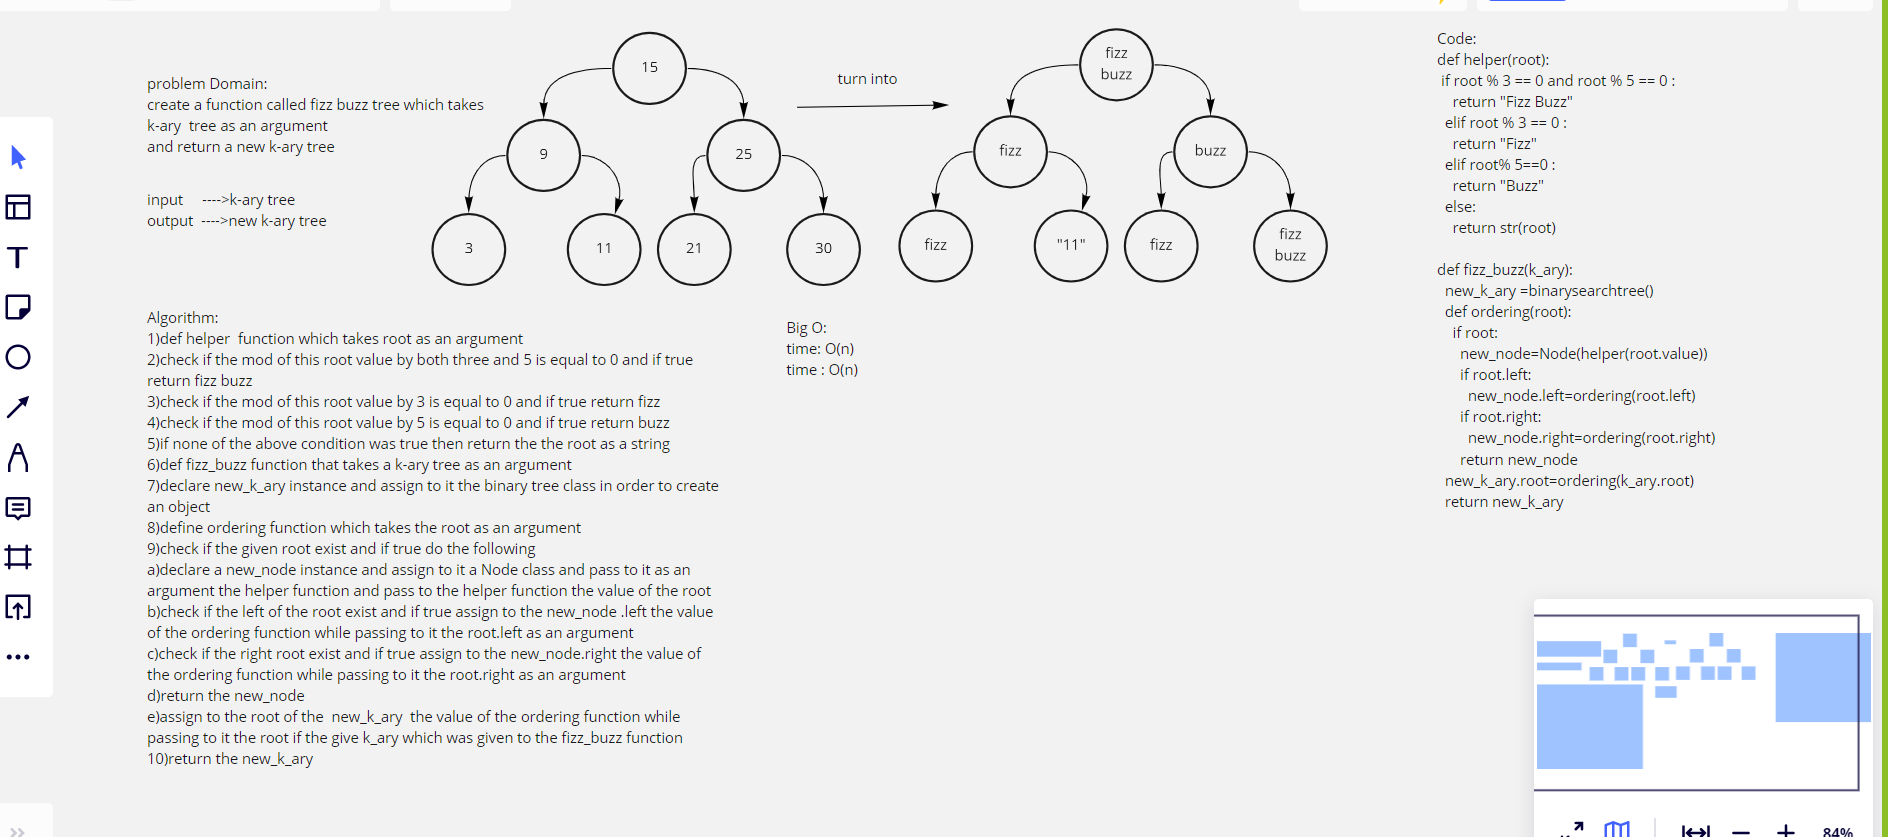 problem Domain:
create a function called fizz buzz tree which takes
k-ary  tree as an argument
and return a new k-ary tree
input     ---->k-ary tree
output  ---->new k-ary tree
15
9
25
3
11
21
30
turn into
fizz
buzz
fizz
buzz
fizz
"11"
fizz
fizz
buzz
Algorithm:
1)def helper  function which takes root as an argument
2)check if the mod of this root value by both three and 5 is equal to 0 and if true
return fizz buzz
3)check if the mod of this root value by 3 is equal to 0 and if true return fizz
4)check if the mod of this root value by 5 is equal to 0 and if true return buzz
5)if none of the above condition was true then return the the root as a string
6)def fizz_buzz function that takes a k-ary tree as an argument
7)declare new_k_ary instance and assign to it the binary tree class in order to create
an object
8)define ordering function which takes the root as an argument
9)check if the given root exist and if true do the following
a)declare a new_node instance and assign to it a Node class and pass to it as an
argument the helper function and pass to the helper function the value of the root
b)check if the left of the root exist and if true assign to the new_node .left the value
of the ordering function while passing to it the root.left as an argument
c)check if the right root exist and if true assign to the new_node.right the value of
the ordering function while passing to it the root.right as an argument
d)return the new_node
e)assign to the root of the  new_k_ary  the value of the ordering function while
passing to it the root if the give k_ary which was given to the fizz_buzz function
10)return the new_k_ary
Big O:
time: O(n)
time : O(n)
Code:
def helper(root):
 if root % 3 == 0 and root % 5 == 0 :
    return "Fizz Buzz"
  elif root % 3 == 0 :
    return "Fizz"
  elif root% 5==0 :
    return "Buzz"
  else:
    return str(root)
def fizz_buzz(k_ary):
  new_k_ary =binarysearchtree()
  def ordering(root):
    if root:
      new_node=Node(helper(root.value))
      if root.left:
        new_node.left=ordering(root.left)
      if root.right:
        new_node.right=ordering(root.right)
      return new_node
  new_k_ary.root=ordering(k_ary.root)
  return new_k_ary
84%